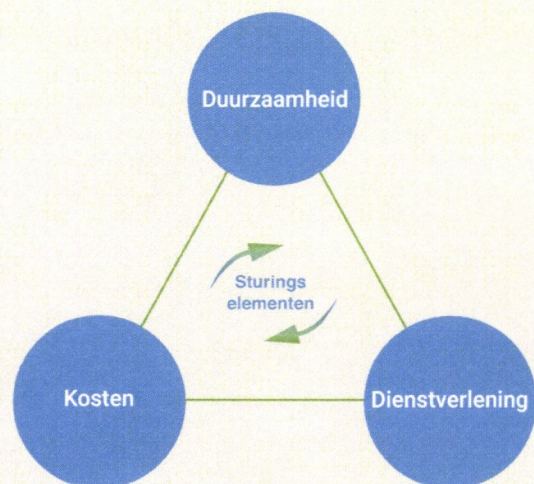 Duurzaamheid
Sturings
elementen
Kosten
Dienstverlening